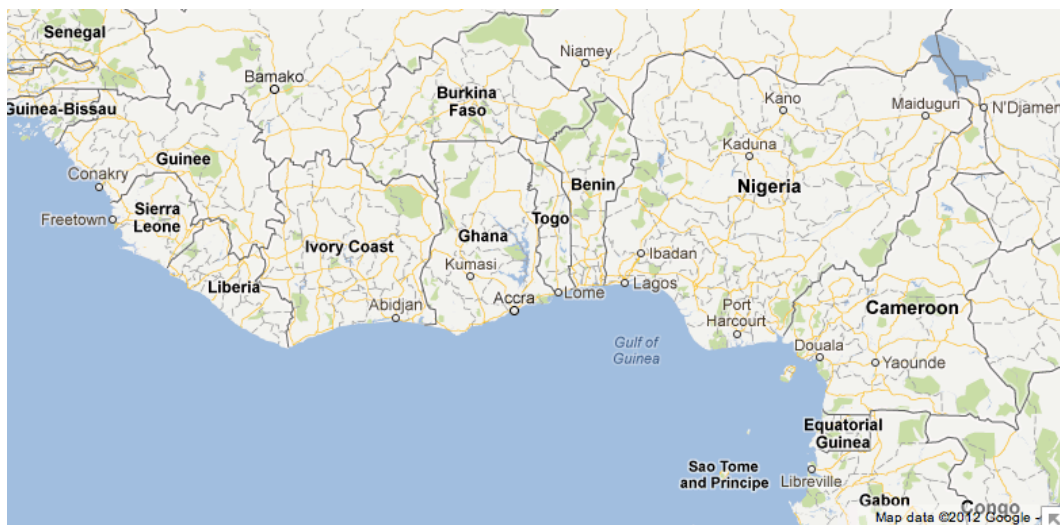 Senegal
Niamey
Bamako
Burkina
Faso
Kano
Maiduguri
N'Djamen
Guinea-Bissau
Kaduna
Guinee
Conakry
Benin
Nigeria
Sierra
Leone
Freetown
Togo
Ghana
Ivory Coast
Ibadan
Kumasi
Liberia
Lagos
Lome
Accra
Abidjan
Port
Harcourt
Cameroon
Gulf of
Guinea
Douala
Yaounde
Equatorial
Guinea
Sao Tome
and Principe
Libreville
Gabon
Congo
Map data ©2012 Google -